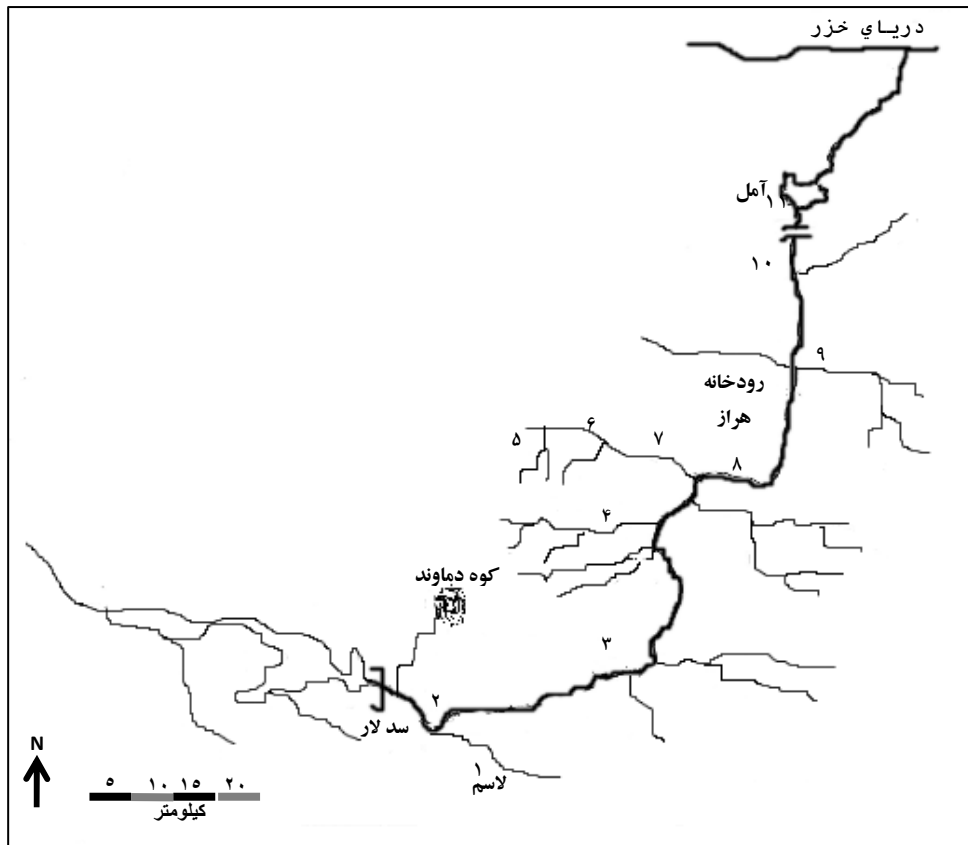 دریـای خزر
آمل
۱۱
۱۰
۹
رودخانه
هراز
۸
۷
۶
۵
۴
کوه دماوند
۳
۲
سد لار
۱
لاسم
N
۵ ۱۰ ۱۵ ۲۰
کیلومتر